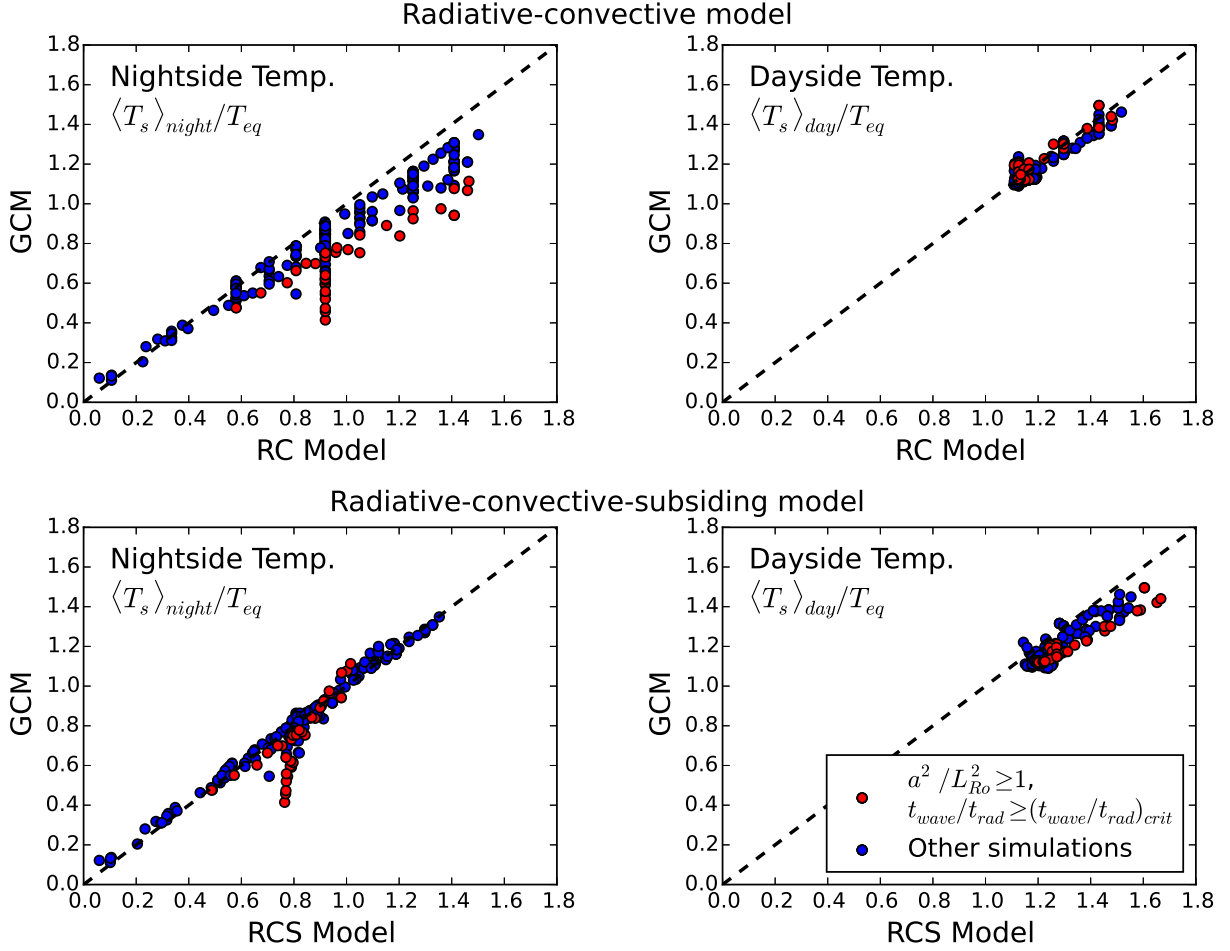 Radiative-convective model
Nightside Temp.
⟨T_s⟩_night/T_eq
GCM
1.8
1.6
1.4
1.2
1.0
0.8
0.6
0.4
0.2
0.0
0.0 0.2 0.4 0.6 0.8 1.0 1.2 1.4 1.6 1.8
RC Model
Dayside Temp.
⟨T_s⟩_day/T_eq
GCM
1.8
1.6
1.4
1.2
1.0
0.8
0.6
0.4
0.2
0.0
0.0 0.2 0.4 0.6 0.8 1.0 1.2 1.4 1.6 1.8
RC Model
Radiative-convective-subsiding model
Nightside Temp.
⟨T_s⟩_night/T_eq
GCM
1.8
1.6
1.4
1.2
1.0
0.8
0.6
0.4
0.2
0.0
0.0 0.2 0.4 0.6 0.8 1.0 1.2 1.4 1.6 1.8
RCS Model
Dayside Temp.
⟨T_s⟩_day/T_eq
GCM
1.8
1.6
1.4
1.2
1.0
0.8
0.6
0.4
0.2
0.0
0.0 0.2 0.4 0.6 0.8 1.0 1.2 1.4 1.6 1.8
RCS Model
a²/L²_Ro ≥1,
t_wave/t_rad ≥(t_wave/t_rad)_crit
Other simulations